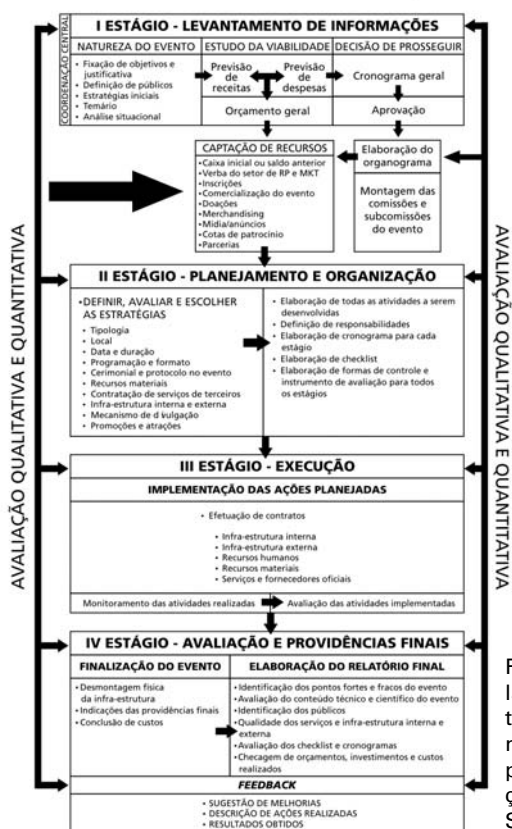 I ESTÁGIO - LEVANTAMENTO DE INFORMAÇÕES
COORDENAÇÃO CENTRAL
NATUREZA DO EVENTO
• Fixação de objetivos e
justificativa
• Definição de públicos
• Estratégias iniciais
• Temário
• Análise situacional
ESTUDO DA VIABILIDADE
Previsão
de
receitas
Previsão
de
despesas
Orçamento geral
DECISÃO DE PROSSEGUIR
Cronograma geral
Aprovação
CAPTAÇÃO DE RECURSOS
•Caixa inicial ou saldo anterior
•Verba do setor de RP e MKT
•Inscrições
•Comercialização do evento
•Doações
•Merchandising
•Mídia/anúncios
•Cotas de patrocínio
•Parcerias
Elaboração do
organograma
Montagem das
comissões e
subcomissões
do evento
AVALIAÇÃO QUALITATIVA E QUANTITATIVA
AVALIAÇÃO QUALITATIVA E QUANTITATIVA
II ESTÁGIO - PLANEJAMENTO E ORGANIZAÇÃO
•DEFINIR, AVALIAR E ESCOLHER
AS ESTRATÉGIAS
• Tipologia
• Local
• Data e duração
• Programação e formato
• Cerimonial e protocolo no evento
• Recursos materiais
• Contratação de serviços de terceiros
• Infra-estrutura interna e externa
• Mecanismo de divulgação
• Promoções e atrações
• Elaboração de todas as atividades a serem
desenvolvidas
• Definição de responsabilidades
• Elaboração de cronograma para cada
estágio
• Elaboração de checklist
• Elaboração de formas de controle e
instrumento de avaliação para todos
os estágios
III ESTÁGIO - EXECUÇÃO
IMPLEMENTAÇÃO DAS AÇÕES PLANEJADAS
• Efetuação de contratos
• Infra-estrutura interna
• Infra-estrutura externa
• Recursos humanos
• Recursos materiais
• Serviços e fornecedores oficiais
Monitoramento das atividades realizadas
Avaliação das atividades implementadas
IV ESTÁGIO - AVALIAÇÃO E PROVIDÊNCIAS FINAIS
FINALIZAÇÃO DO EVENTO
• Desmontagem física
da infra-estrutura
• Indicações das providências finais
• Conclusão de custos
ELABORAÇÃO DO RELATÓRIO FINAL
•Identificação dos pontos fortes e fracos do evento
•Avaliação do conteúdo técnico e científico do evento
•Identificação dos públicos
•Qualidade dos serviços e infra-estrutura interna e
externa
•Avaliação dos checklist e cronogramas
•Checagem de orçamentos, investimentos e custos
realizados
FEEDBACK
• SUGESTÃO DE MELHORIAS
• DESCRIÇÃO DE AÇÕES REALIZADAS
• RESULTADOS OBTIDOS